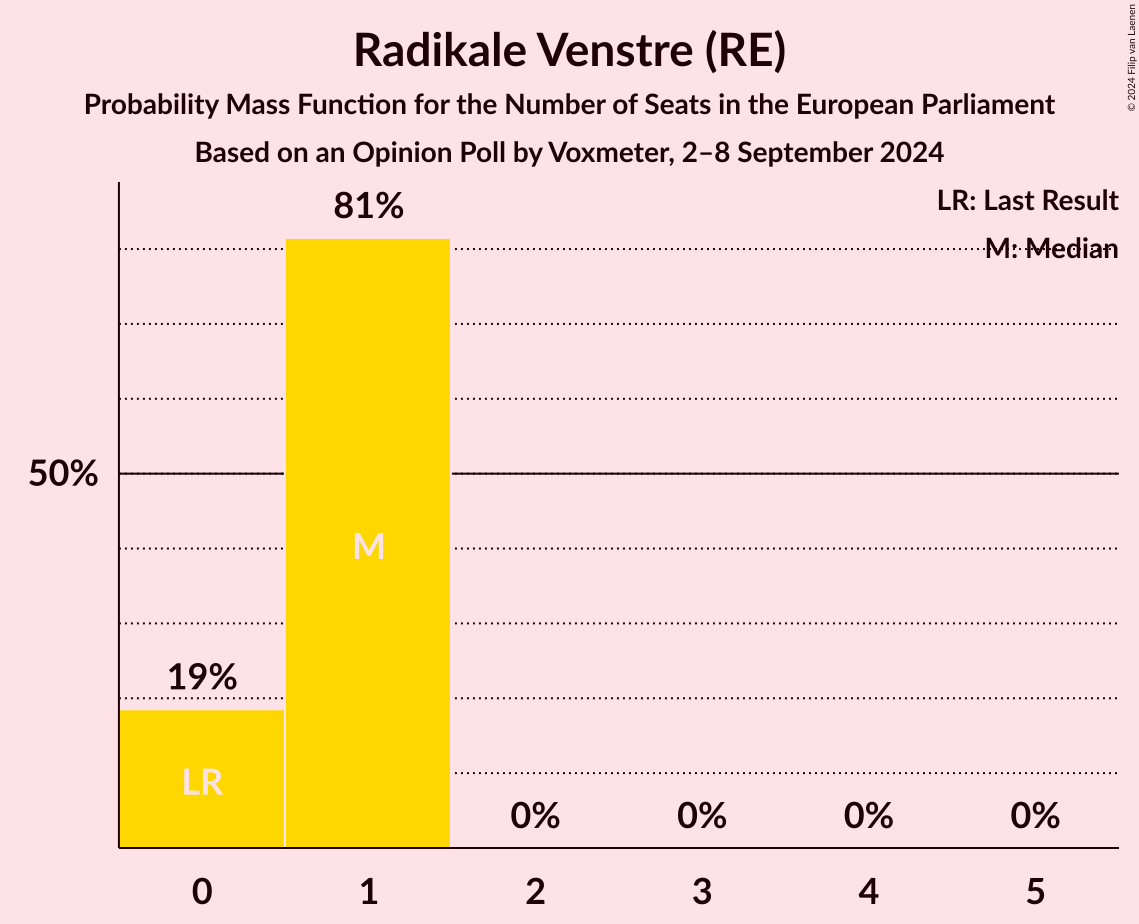 Radikale Venstre (RE)
Probability Mass Function for the Number of Seats in the European Parliament
Based on an Opinion Poll by Voxmeter, 2–8 September 2024
© 2024 Filip van Laenen
LR: Last Result
M: Median
81%
50%
M
19%
LR
0%
0%
0%
0%
0
1
2
3
4
5